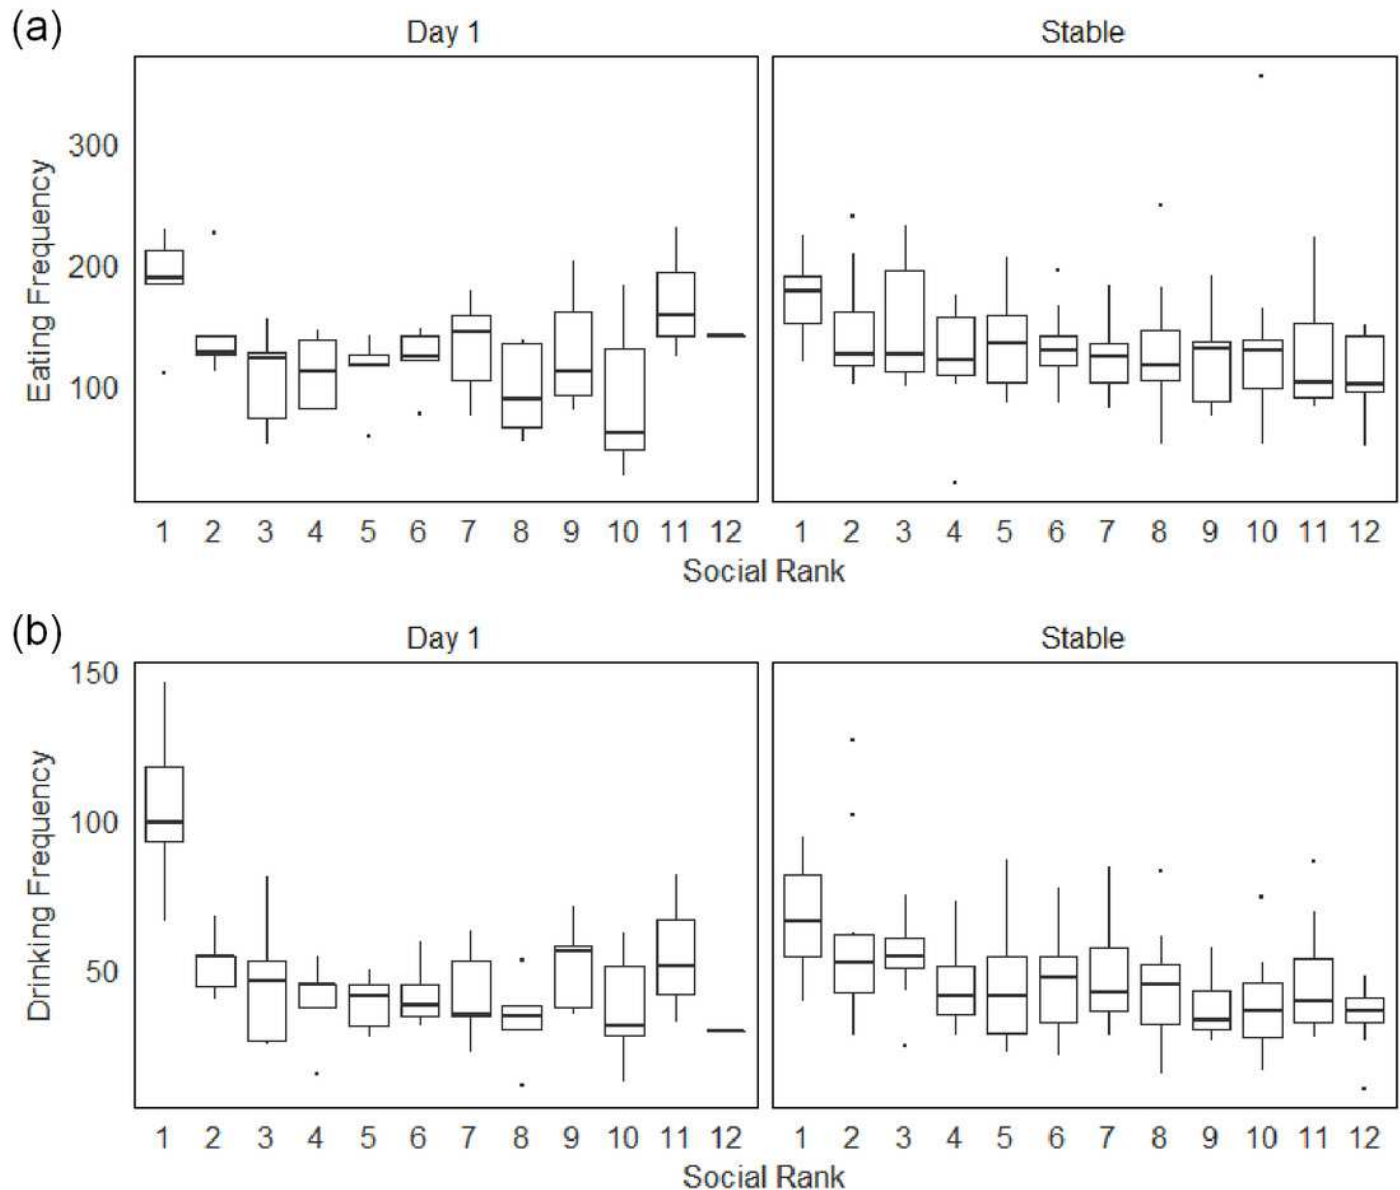 (a)
Day 1 Stable
Eating Frequency
300
200
100
1 2 3 4 5 6 7 8 9 10 11 12 1 2 3 4 5 6 7 8 9 10 11 12
Social Rank
(b)
Day 1 Stable
Drinking Frequency
150
100
50
1 2 3 4 5 6 7 8 9 10 11 12 1 2 3 4 5 6 7 8 9 10 11 12
Social Rank